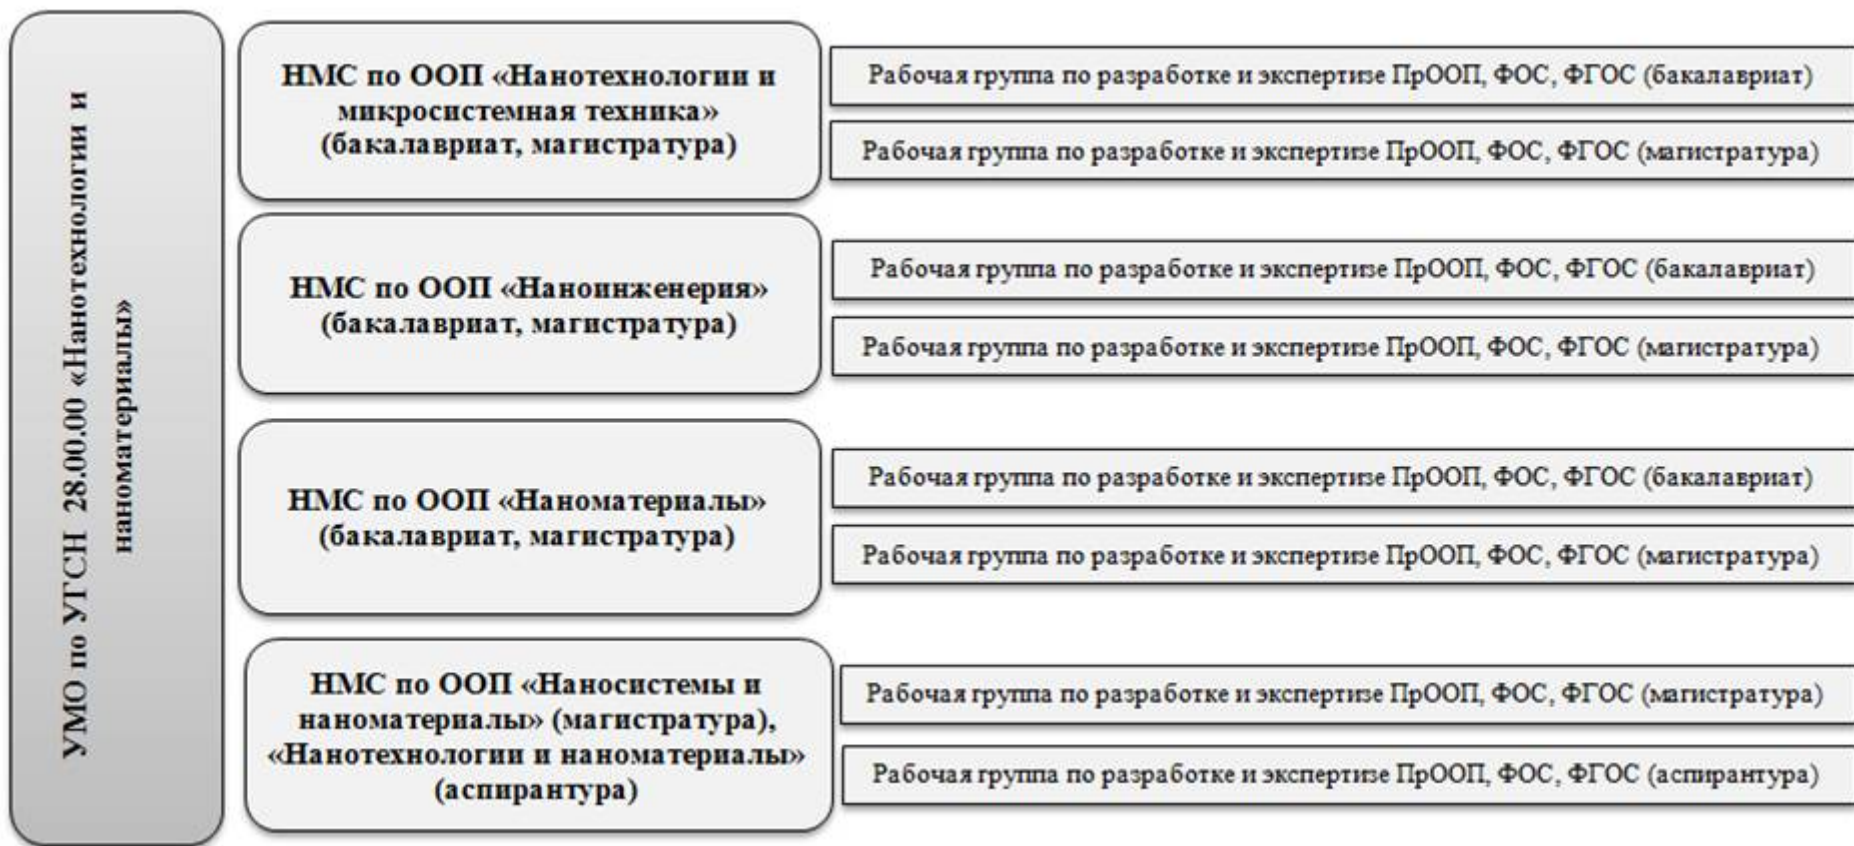 УМО по УГСН 28.00.00 «Нанотехнологии и
наноматериалы»
НМС по ООП «Нанотехнологии и
микросистемная техника»
(бакалавриат, магистратура)
Рабочая группа по разработке и экспертизе ПрООП, ФОС, ФГОС (бакалавриат)
Рабочая группа по разработке и экспертизе ПрООП, ФОС, ФГОС (магистратура)
НМС по ООП «Наноинженерия»
(бакалавриат, магистратура)
Рабочая группа по разработке и экспертизе ПрООП, ФОС, ФГОС (бакалавриат)
Рабочая группа по разработке и экспертизе ПрООП, ФОС, ФГОС (магистратура)
НМС по ООП «Наноматериалы»
(бакалавриат, магистратура)
Рабочая группа по разработке и экспертизе ПрООП, ФОС, ФГОС (бакалавриат)
Рабочая группа по разработке и экспертизе ПрООП, ФОС, ФГОС (магистратура)
НМС по ООП «Наносистемы и
наноматериалы» (магистратура),
«Нанотехнологии и наноматериалы»
(аспирантура)
Рабочая группа по разработке и экспертизе ПрООП, ФОС, ФГОС (магистратура)
Рабочая группа по разработке и экспертизе ПрООП, ФОС, ФГОС (аспирантура)